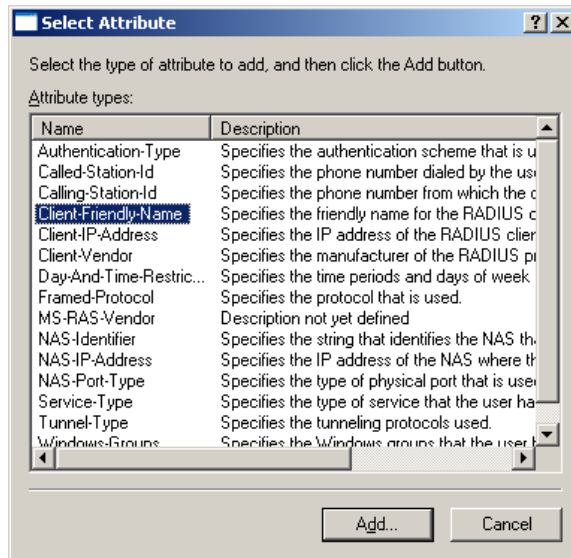 Select Attribute
Select the type of attribute to add, and then click the Add button.
Attribute types:
Name Description
Authentication-Type Specifies the authentication scheme that is u
Called-Station-Id Specifies the phone number dialed by the us
Calling-Station-Id Specifies the phone number from which the
Client-Friendly-Name Specifies the friendly name for the RADIUS c
Client-IP-Address Specifies the IP address of the RADIUS clier
Client-Vendor Specifies the manufacturer of the RADIUS p
Day-And-Time-Restric... Specifies the time periods and days of week
Framed-Protocol Specifies the protocol that is used.
MS-RAS-Vendor Description not yet defined
NAS-Identifier Specifies the string that identifies the NAS th
NAS-IP-Address Specifies the IP address of the NAS where th
NAS-Port-Type Specifies the type of physical port that is use
Service-Type Specifies the type of service that the user ha
Tunnel-Type Specifies the tunneling protocols used.
Windows-Groups Specifies the Windows groups that the user
Add... Cancel